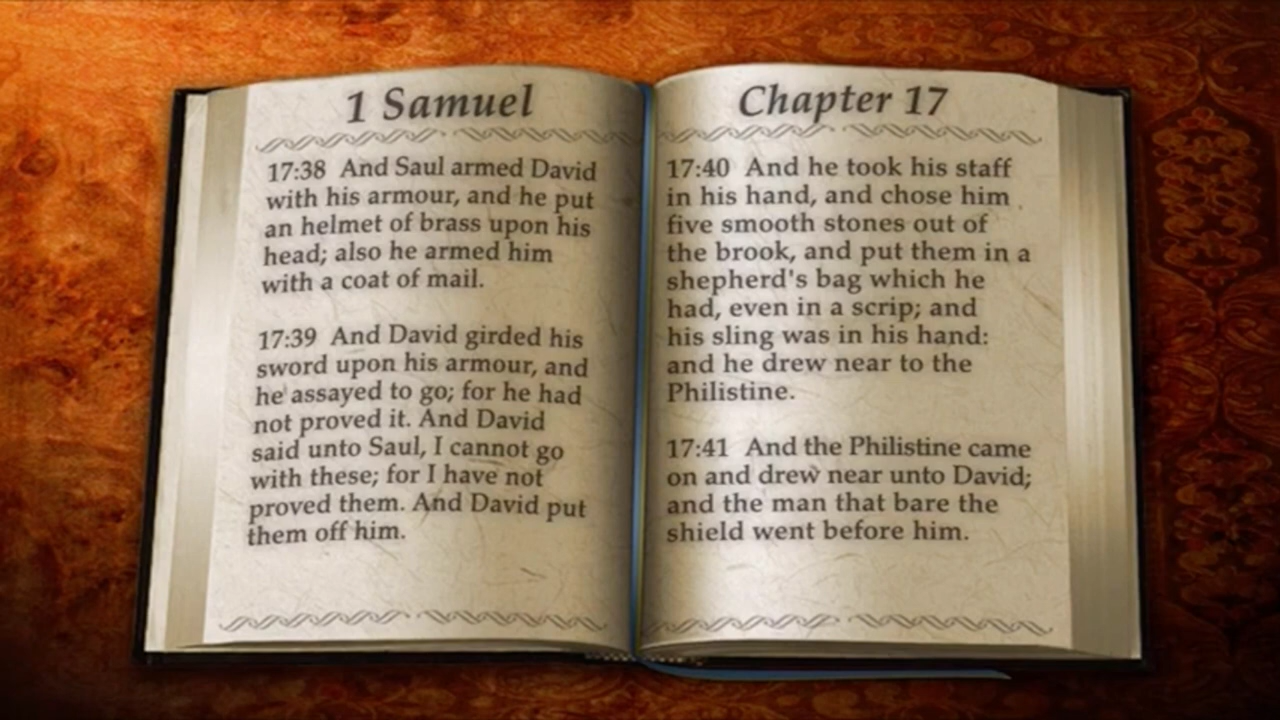 1 Samuel
17:38 And Saul armed David
with his armour, and he put
an helmet of brass upon his
head; also he armed him
with a coat of mail.
17:39 And David girded his
sword upon his armour, and
he assayed to go; for he had
not proved it. And David
said unto Saul, I cannot go
with these; for I have not
proved them. And David put
them off him.
Chapter 17
17:40 And he took his staff
in his hand, and chose him
five smooth stones out of
the brook, and put them in a
shepherd's bag which he
had, even in a scrip; and
his sling was in his hand:
and he drew near to the
Philistine.
17:41 And the Philistine came
on and drew near unto David;
and the man that bare the
shield went before him.